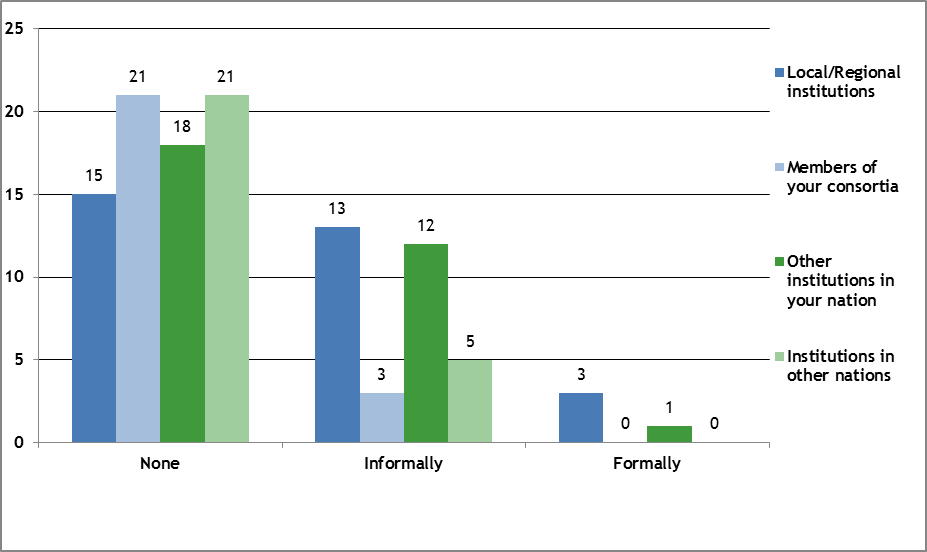 25
20
15
10
5
0
15
21
18
21
13
3
12
5
3
0
1
0
None
Informally
Formally
Local/Regional
institutions
Members of
your consortia
Other
institutions in
your nation
Institutions in
other nations